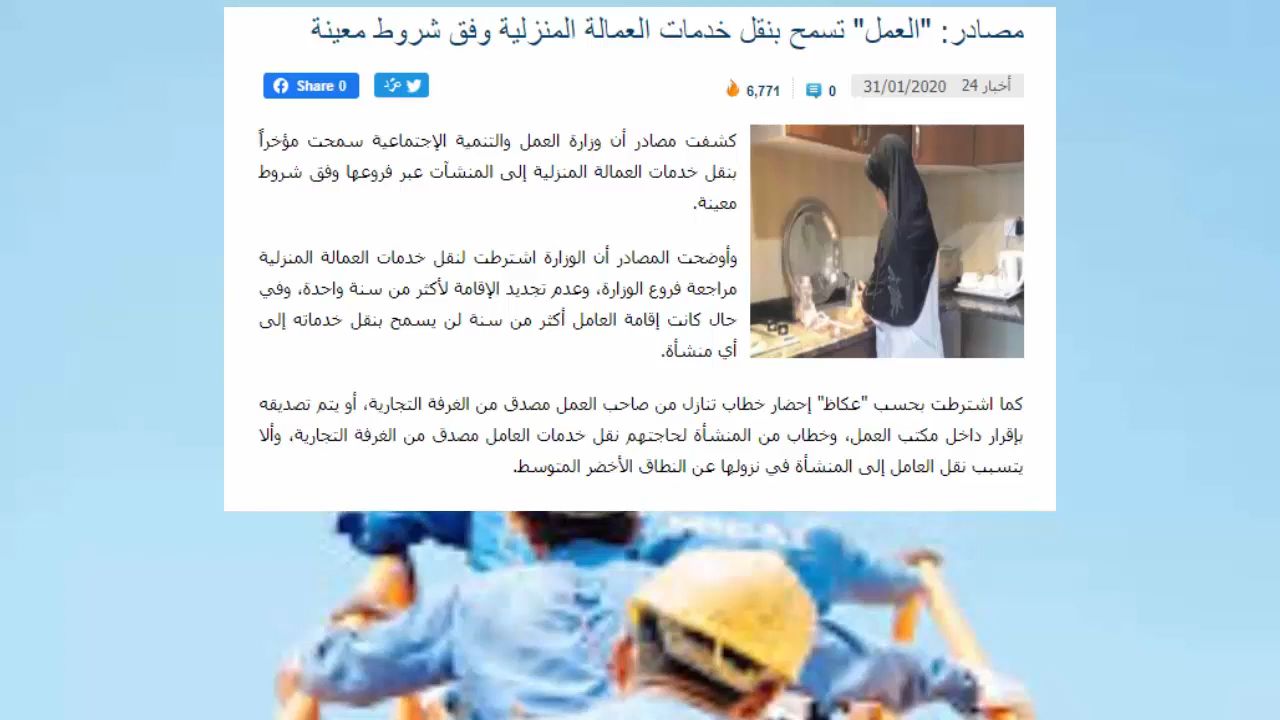 مصادر: "العمل" تسمح بنقل خدمات العمالة المنزلية وفق شروط معينة
أخبار 24 31/01/2020 0 6,771
غرّد Share 0
كشفت مصادر أن وزارة العمل والتنمية الإجتماعية سمحت مؤخراً
بنقل خدمات العمالة المنزلية إلى المنشآت عبر فروعها وفق شروط
معينة.
وأوضحت المصادر أن الوزارة اشترطت لنقل خدمات العمالة المنزلية
مراجعة فروع الوزارة، وعدم تجديد الإقامة لأكثر من سنة واحدة، وفي
حال كانت إقامة العامل أكثر من سنة لن يسمح بنقل خدماته إلى
أي منشأة.
كما اشترطت بحسب "عكاظ" إحضار خطاب تنازل من صاحب العمل مصدق من الغرفة التجارية، أو يتم تصديقه
بإقرار داخل مكتب العمل، وخطاب من المنشأة لحاجتهم نقل خدمات العامل مصدق من الغرفة التجارية، وألا
يتسبب نقل العامل إلى المنشأة في نزولها عن النطاق الأخضر المتوسط.